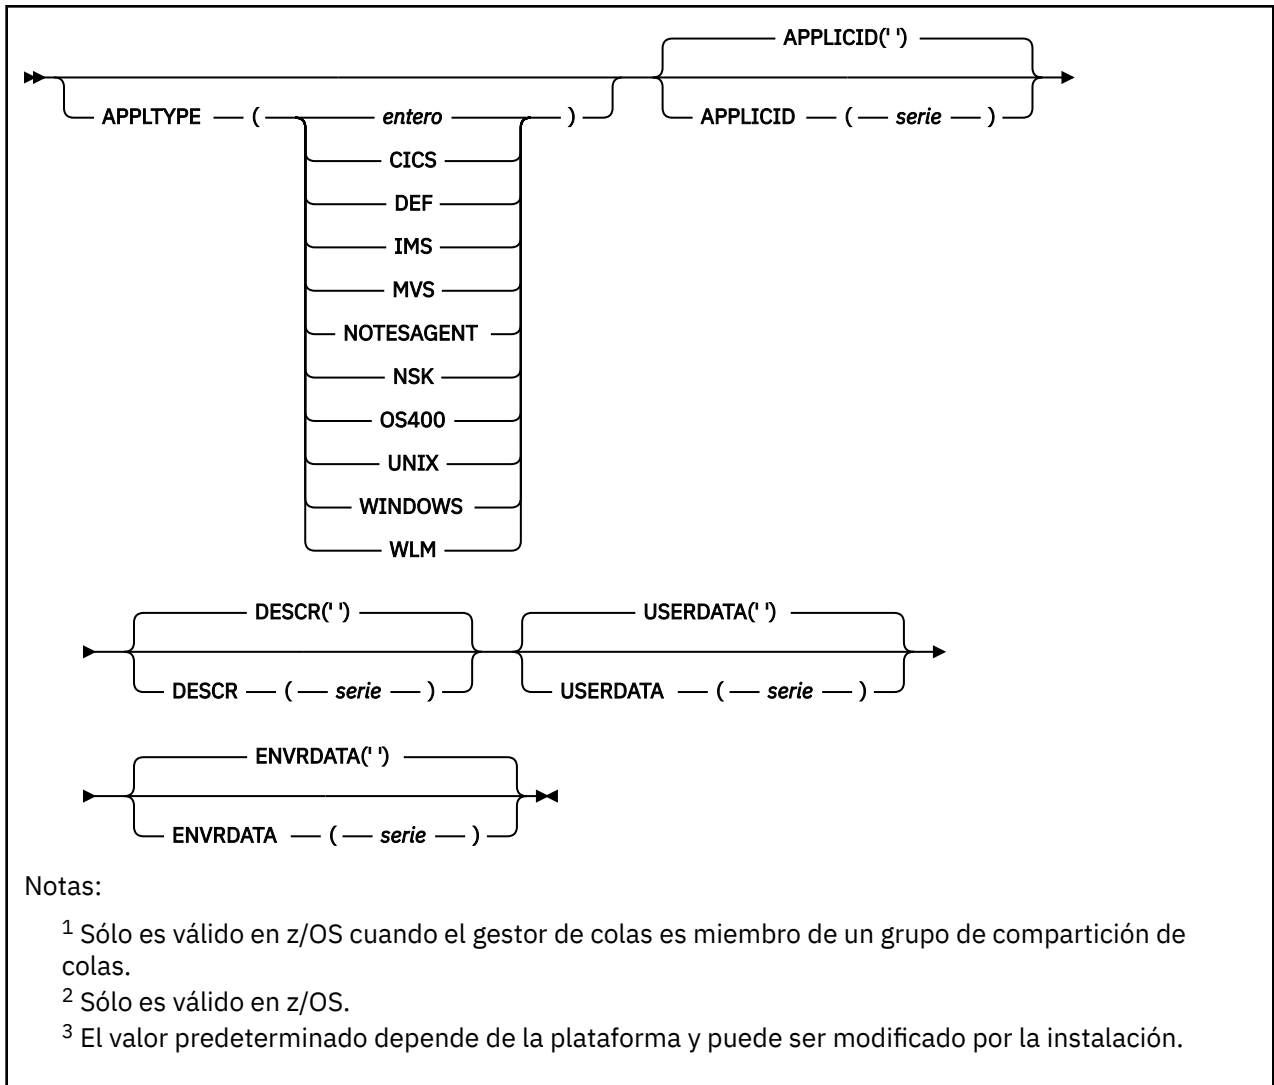 APPLICID(' ')
APPLTYPE ( entero ) APPLICID ( serie )
CICS
DEF
IMS
MVS
NOTESAGENT
NSK
OS400
UNIX
WINDOWS
WLM
DESCR(' ') USERDATA(' ')
DESCR ( serie ) USERDATA ( serie )
ENVRDATA(' ')
ENVRDATA ( serie )
Notas:
1 Sólo es válido en z/OS cuando el gestor de colas es miembro de un grupo de compartición de
colas.
2 Sólo es válido en z/OS.
3 El valor predeterminado depende de la plataforma y puede ser modificado por la instalación.